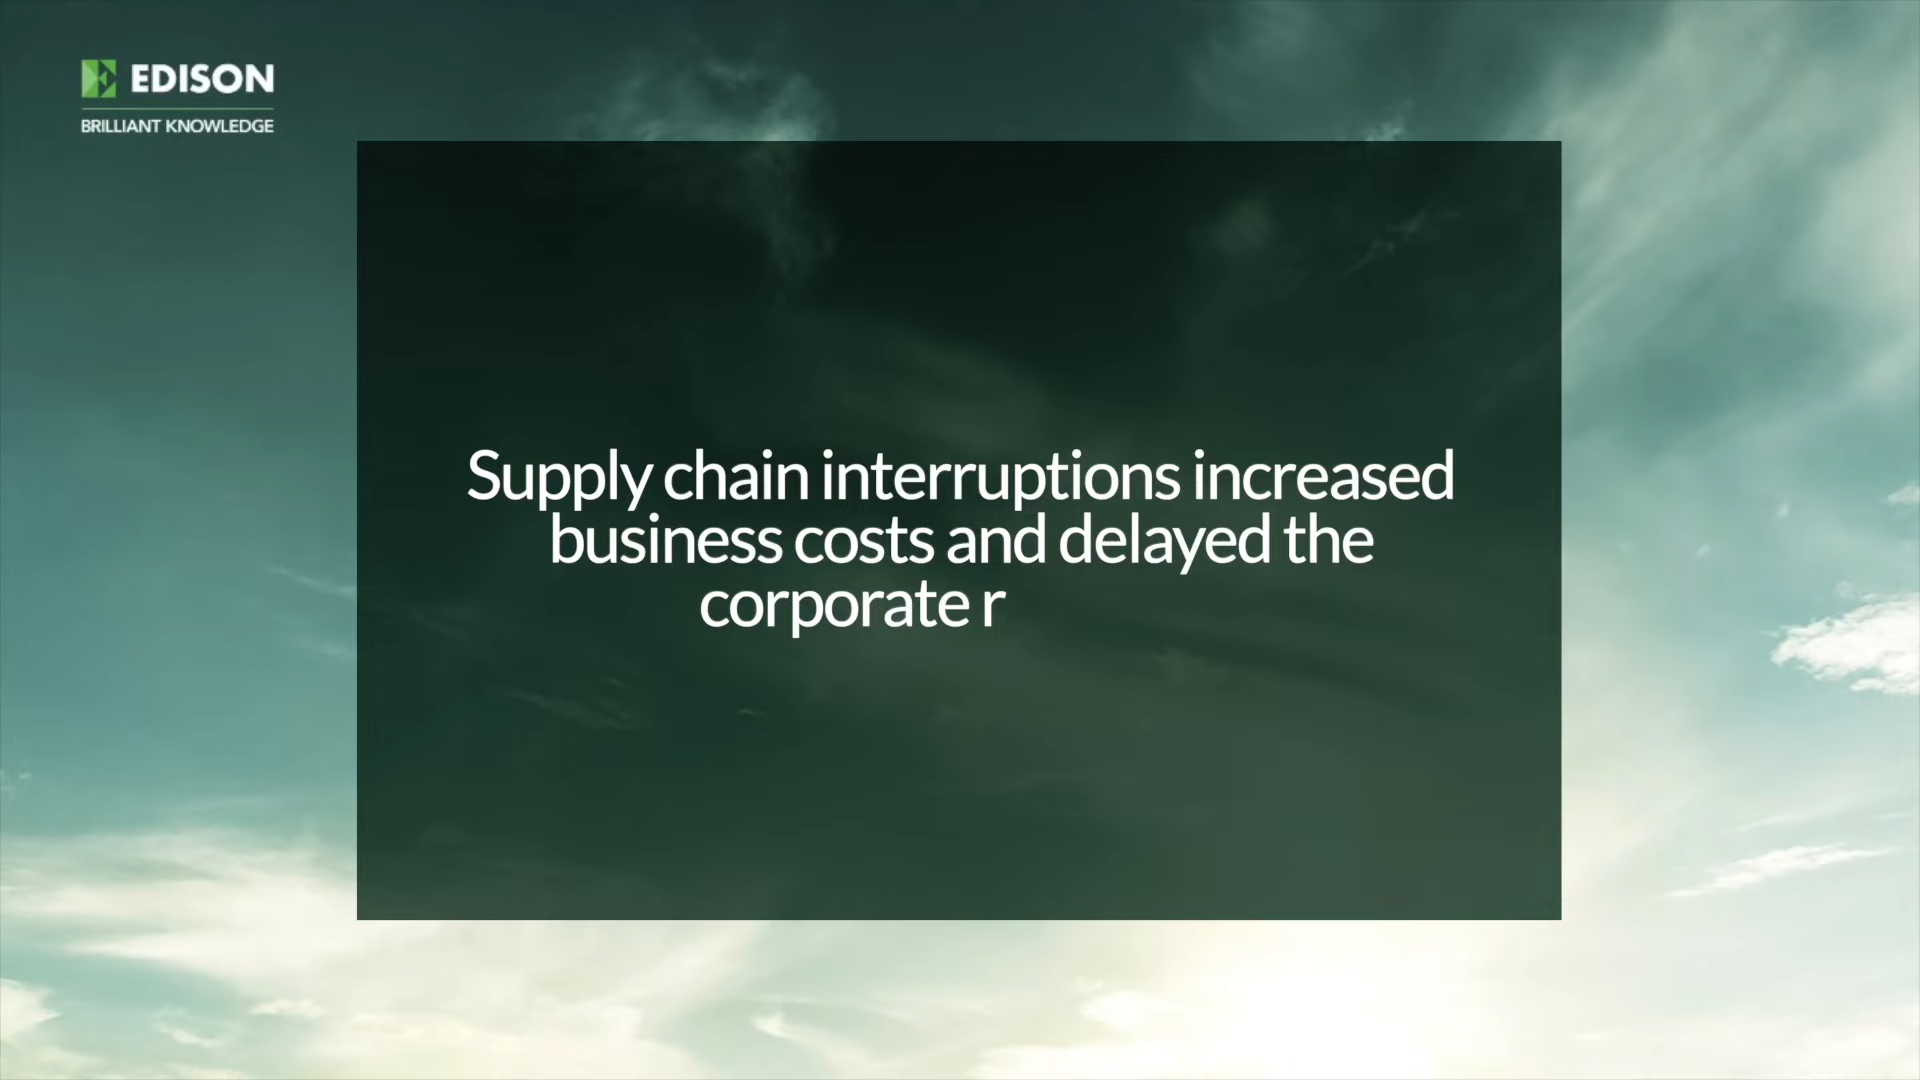 EDISON
BRILLIANT KNOWLEDGE
Supply chain interruptions increased
business costs and delayed the
corporate r